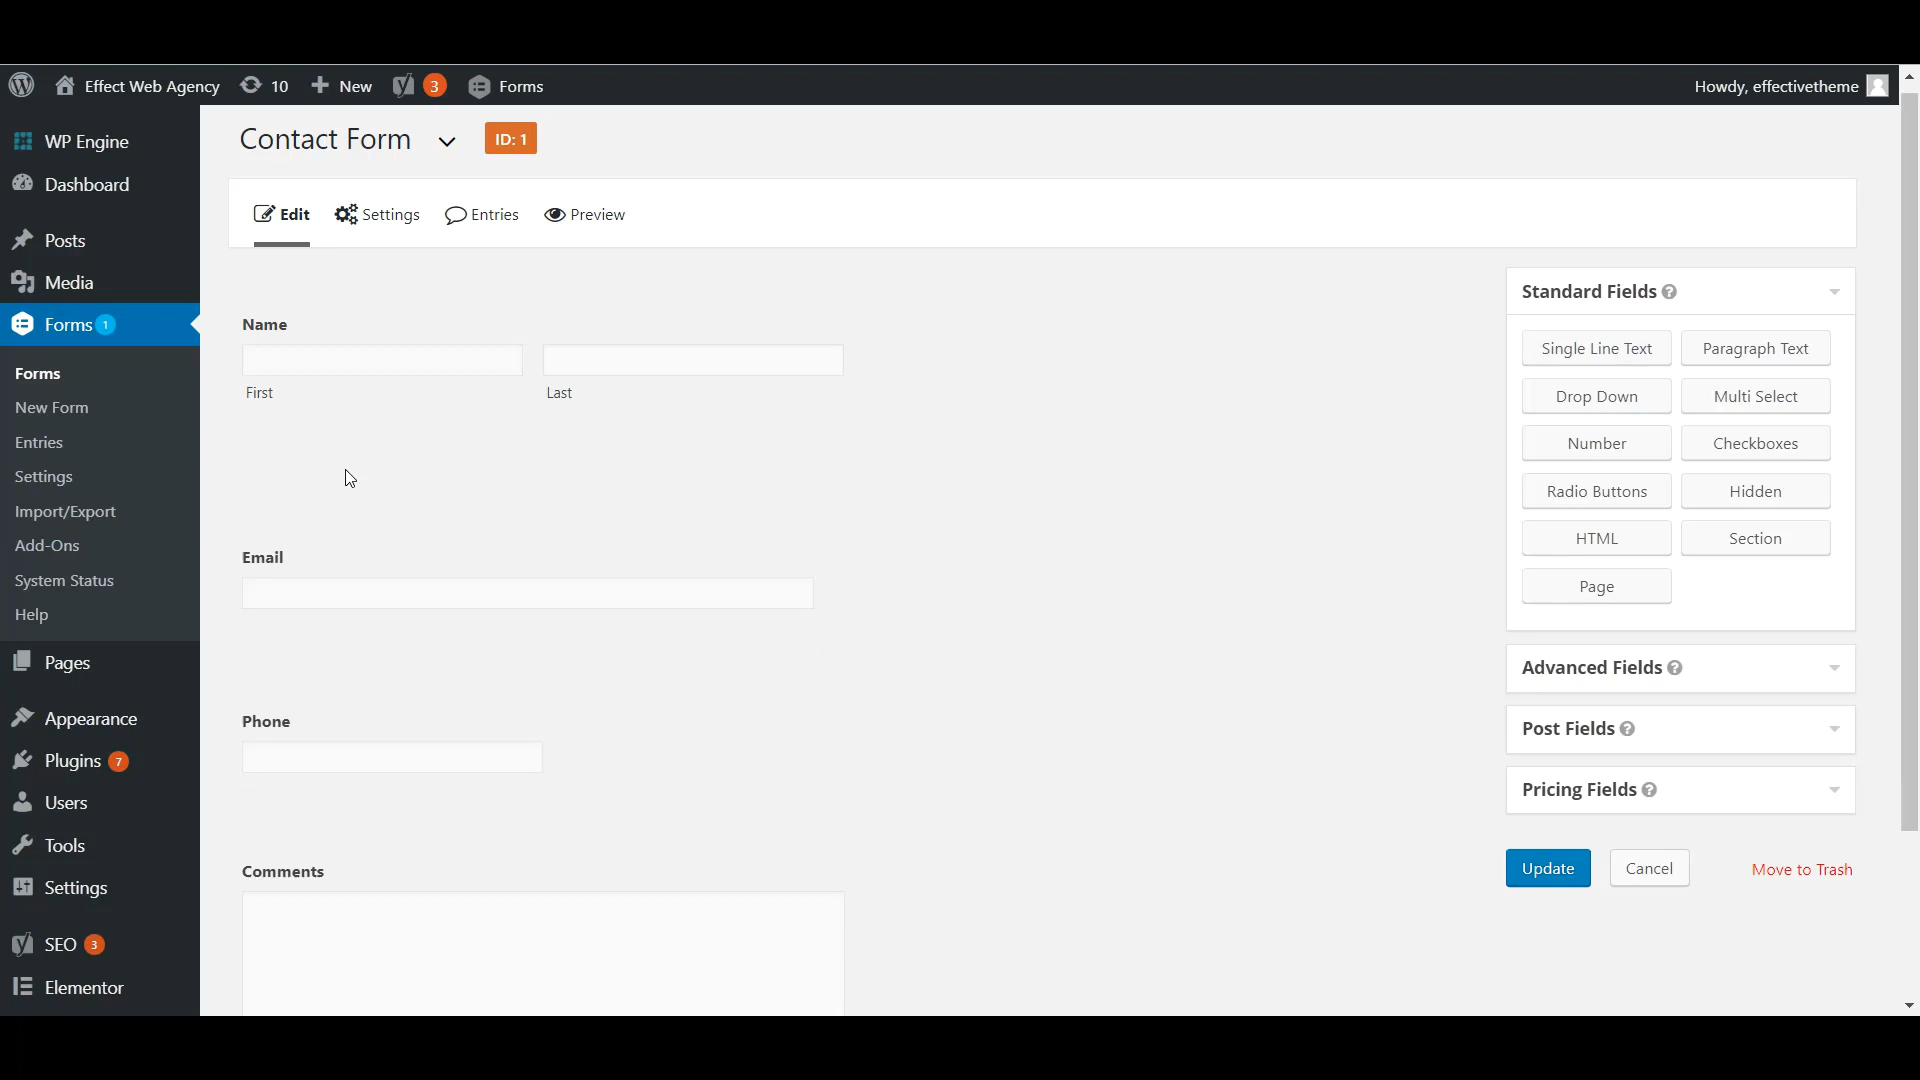 Effect Web Agency 10 New 3 Forms Howdy, effectivetheme
WP Engine
Dashboard
Posts
Media
Forms 1
Forms
New Form
Entries
Settings
Import/Export
Add-Ons
System Status
Help
Pages
Appearance
Plugins 7
Users
Tools
Settings
SEO 3
Elementor
Contact Form ID: 1
Edit Settings Entries Preview
Name
First Last
Email
Phone
Comments
Standard Fields ?
Single Line Text Paragraph Text
Drop Down Multi Select
Number Checkboxes
Radio Buttons Hidden
HTML Section
Page
Advanced Fields ?
Post Fields ?
Pricing Fields ?
Update Cancel Move to Trash